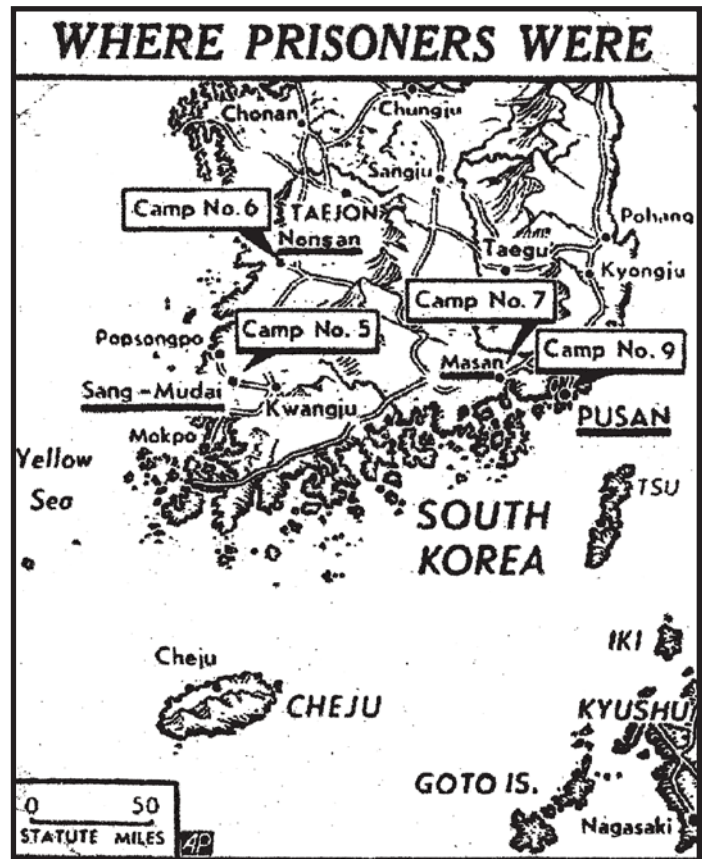 WHERE PRISONERS WERE
Chonan
Chungju
Sangju
Camp No. 6
TAEJON
Nonsan
Pohang
Taegu
Kyongju
Camp No. 7
Camp No. 5
Popsongpo
Masan
Camp No. 9
Sang-Mudai
Kwangju
PUSAN
Mokpo
Yellow
Sea
TSU
SOUTH
KOREA
IKI
Cheju
CHEJU
KYUSHU
GOTO IS.
Nagasaki
0 50
STATUTE MILES
AP